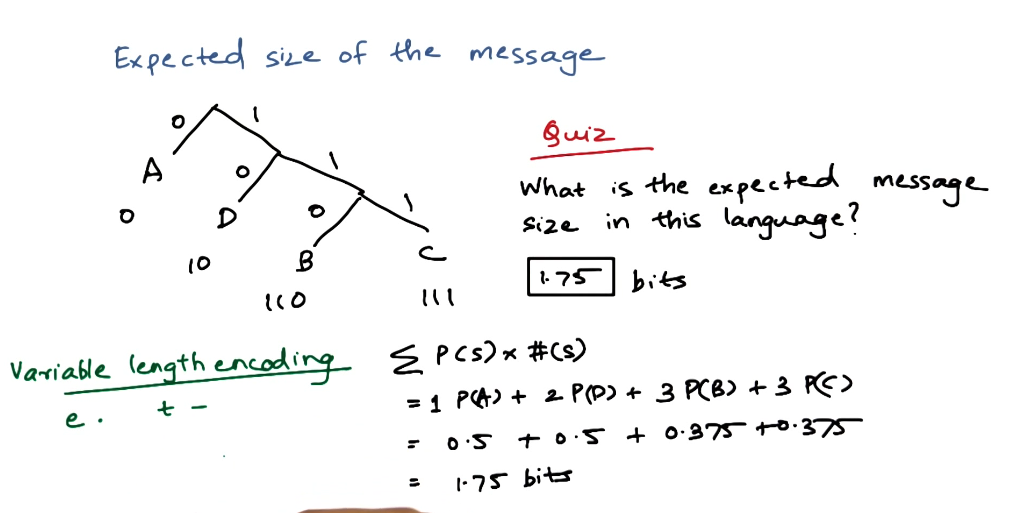 Expected size of the message
0 1
A 0 1
0 D 0 1
10 B C
110 111
Quiz
What is the expected message
size in this language?
1.75 bits
Variable length encoding
e . t -
Σ P(S) × #(S)
= 1 P(A) + 2 P(D) + 3 P(B) + 3 P(C)
= 0.5 + 0.5 + 0.375 + 0.375
= 1.75 bits